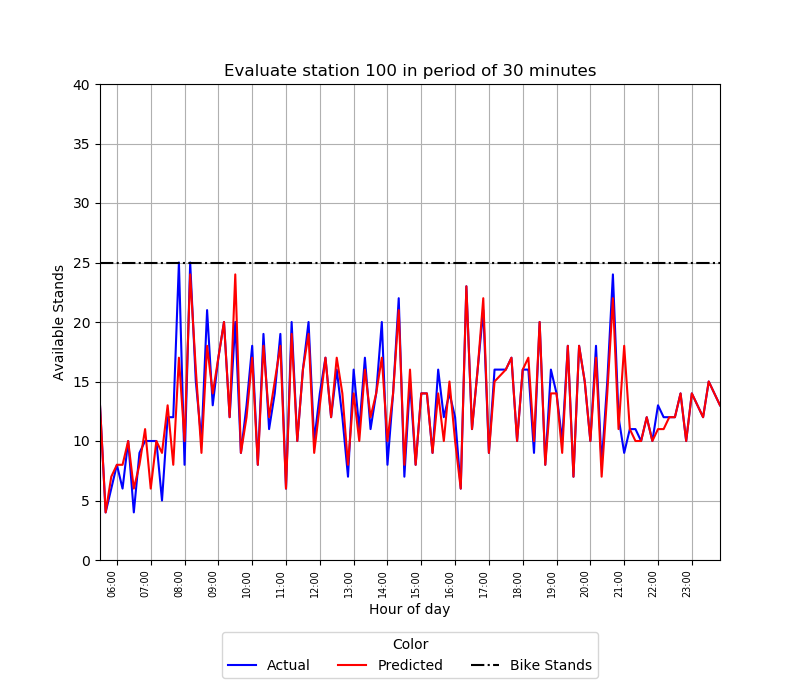 Evaluate station 100 in period of 30 minutes
Available Stands
40
35
30
25
20
15
10
5
0
06:00 07:00 08:00 09:00 10:00 11:00 12:00 13:00 14:00 15:00 16:00 17:00 18:00 19:00 20:00 21:00 22:00 23:00
Hour of day
Color
Actual Predicted Bike Stands